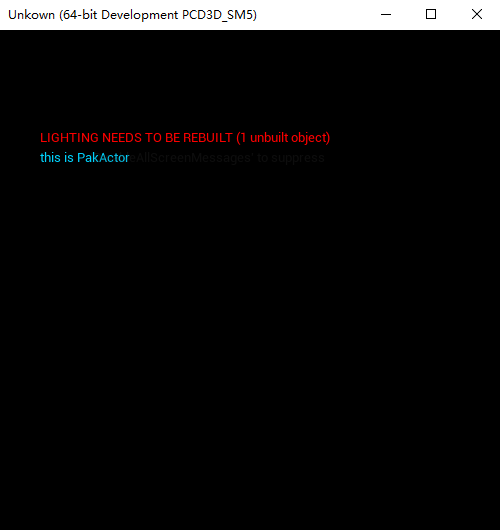 Unkown (64-bit Development PCD3D_SM5)
LIGHTING NEEDS TO BE REBUILT (1 unbuilt object)
this is PakActor AllScreenMessages' to suppress